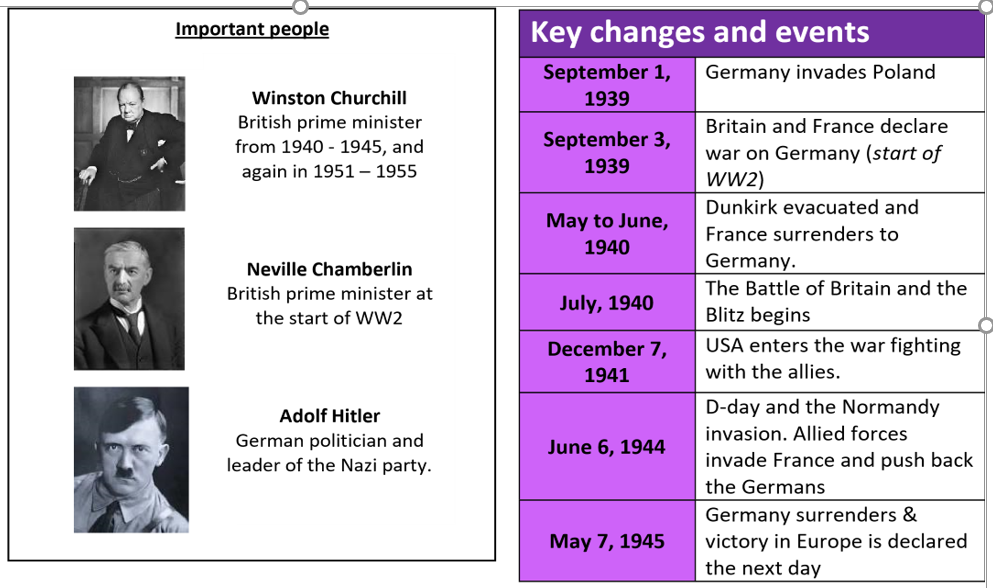 Important people
Winston Churchill
British prime minister
from 1940 - 1945, and
again in 1951 – 1955
Neville Chamberlin
British prime minister at
the start of WW2
Adolf Hitler
German politician and
leader of the Nazi party.
Key changes and events
September 1,
1939
Germany invades Poland
September 3,
1939
Britain and France declare
war on Germany (start of
WW2)
May to June,
1940
Dunkirk evacuated and
France surrenders to
Germany.
July, 1940
The Battle of Britain and the
Blitz begins
December 7,
1941
USA enters the war fighting
with the allies.
June 6, 1944
D-day and the Normandy
invasion. Allied forces
invade France and push back
the Germans
May 7, 1945
Germany surrenders &
victory in Europe is declared
the next day